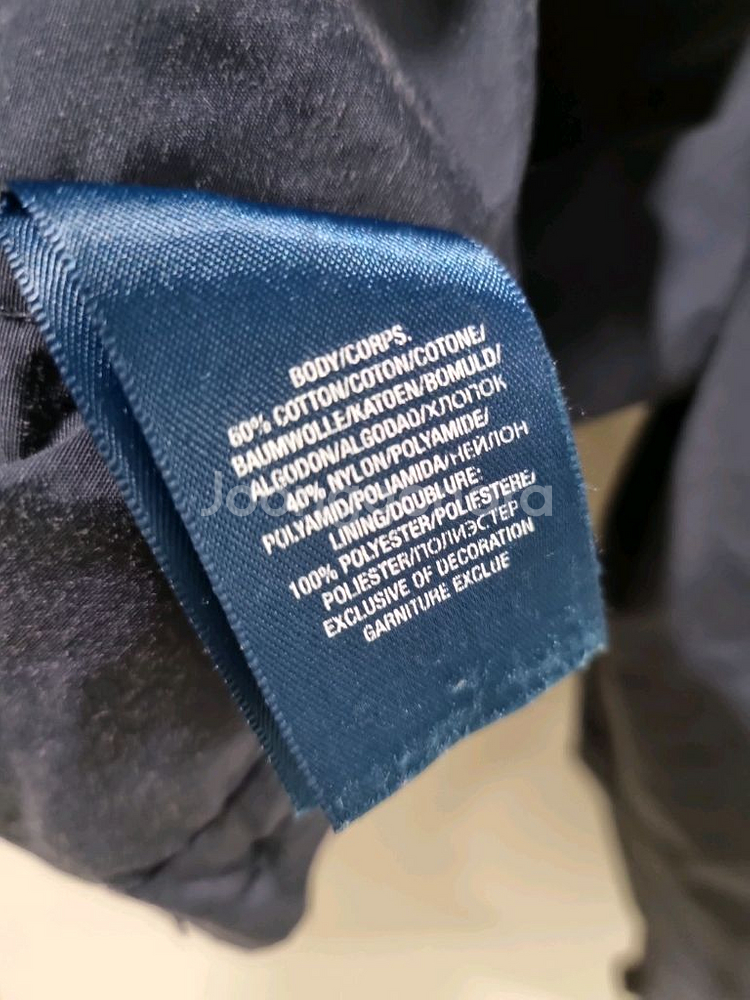 BODY/CORPS:
60% COTTON/COTON/COTONE/
BAUMWOLLE/KATOEN/BOMULD/
ALGODON/ALGODAO/ХЛОПОК
40% NYLON/POLYAMIDE/
POLYAMID/POLIAMIDA/НЕЙЛОН
LINING/DOUBLURE:
100% POLYESTER/POLIESTERE/
POLIESTER/ПОЛИЭСТЕР
EXCLUSIVE OF DECORATION
GARNITURE EXCLUE